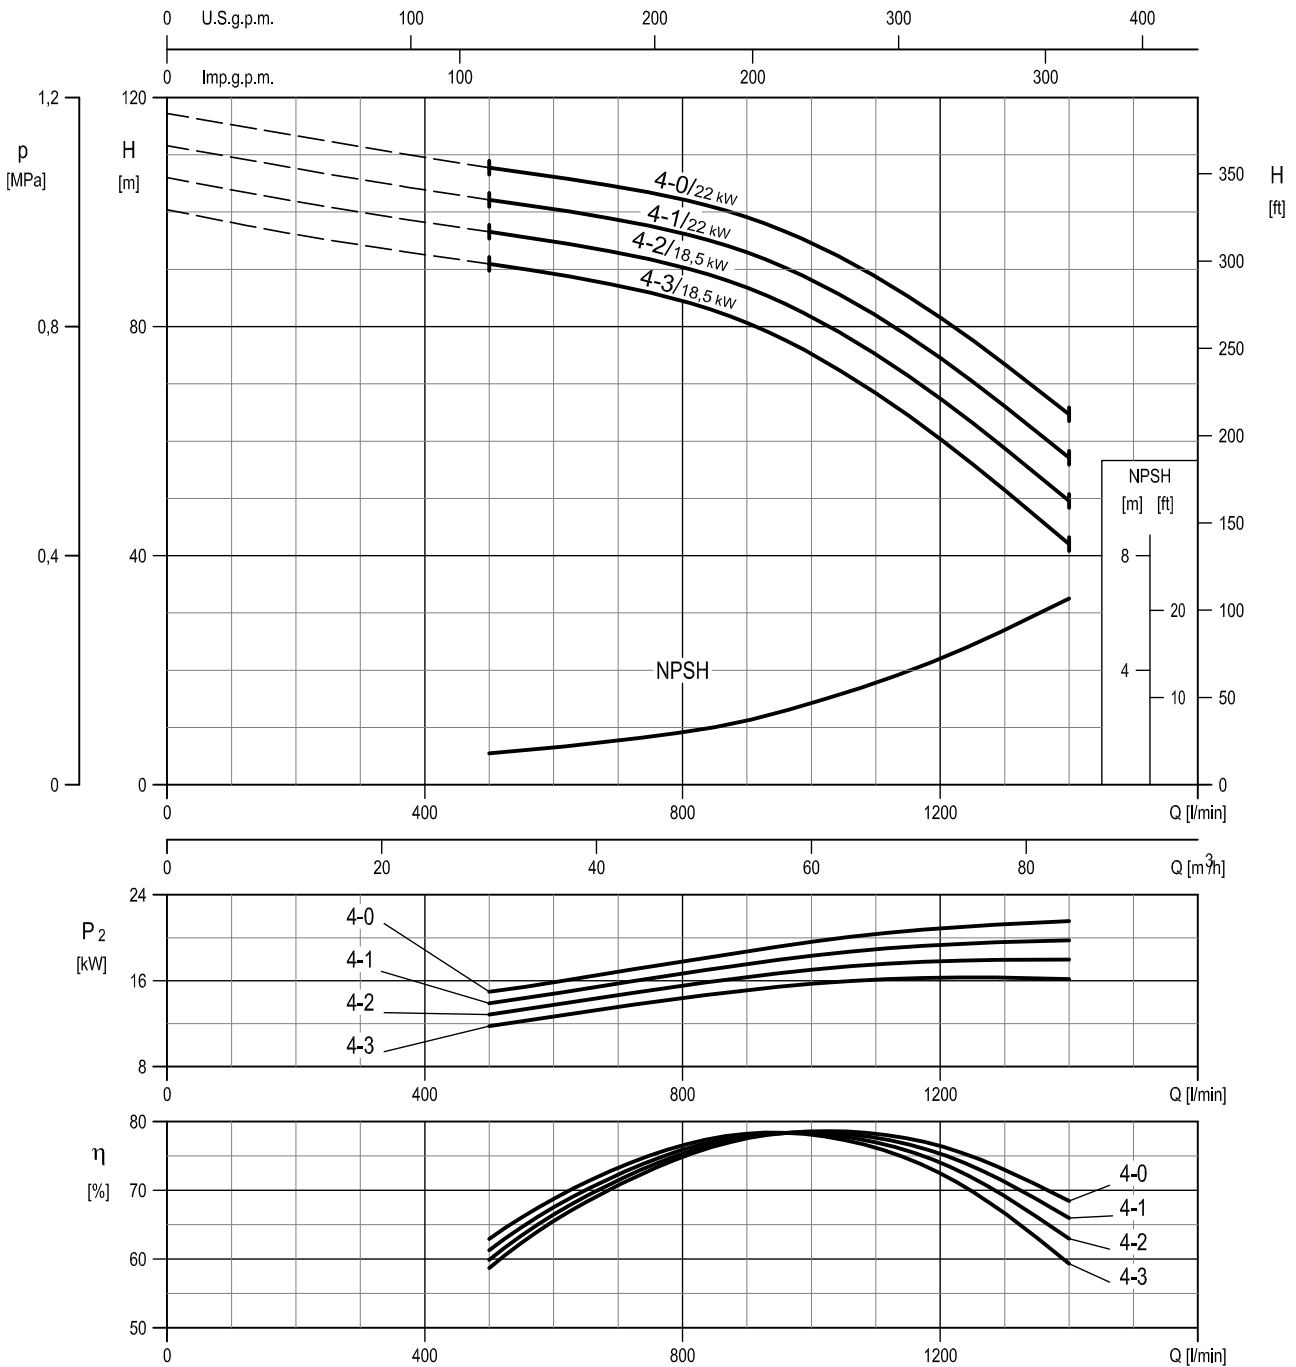 0 U.S.g.p.m. 100 200 300 400
0 Imp.g.p.m. 100 200 300
1,2 120
p H
[MPa] [m]
350 H
[ft]
4-0/22 kW
4-1/22 kW
4-2/18,5 kW
4-3/18,5 kW
300
0,8 80
250
200
NPSH
[m] [ft]
150
0,4 40 8
20 100
NPSH 4
10 50
0 0 0
0 400 800 1200 Q [l/min]
0 20 40 60 80 Q [m³/h]
24
P2
[kW]
4-0
4-1
16
4-2
4-3
8
0 400 800 1200 Q [l/min]
80
η
[%]
4-0
70
4-1
4-2
60
4-3
50
0 400 800 1200 Q [l/min]